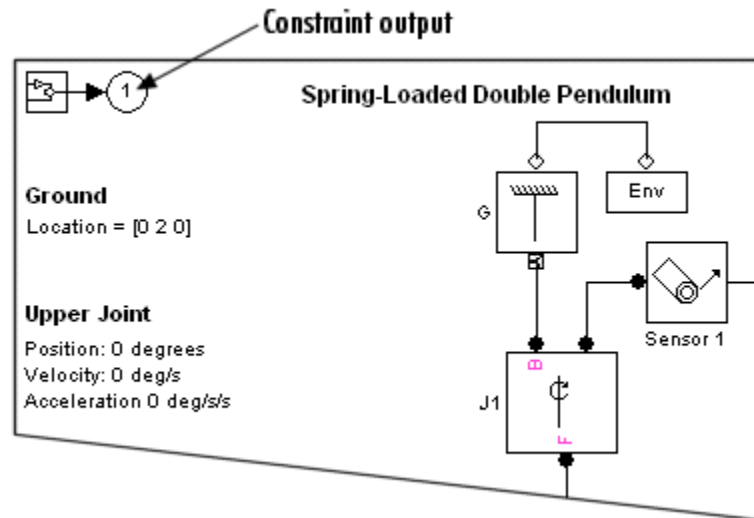 Constraint output
1
Spring-Loaded Double Pendulum
Ground
Location = [0 2 0]
G
Env
Upper Joint
Position: 0 degrees
Velocity: 0 deg/s
Acceleration 0 deg/s/s
Sensor 1
B
J1
F